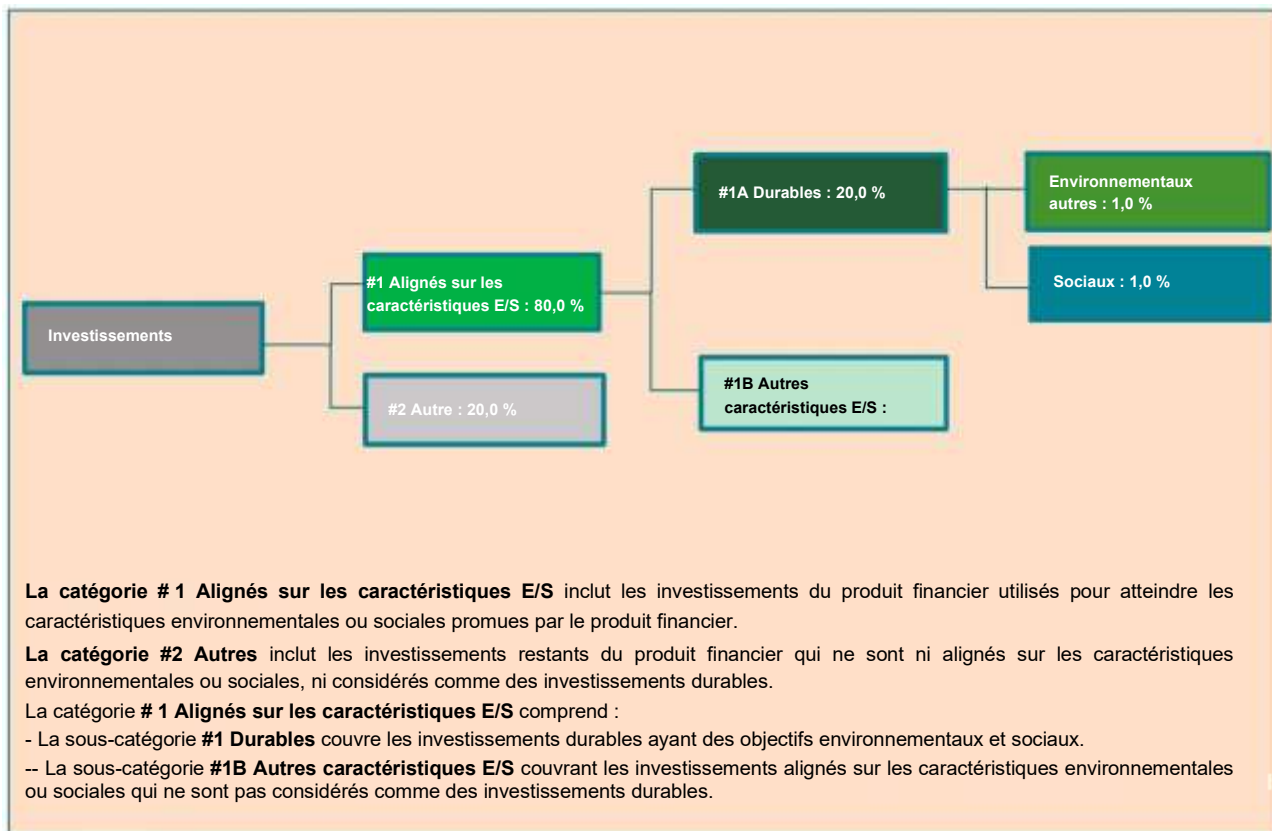 #1A Durables : 20,0 %
Environnementaux
autres : 1,0 %
#1 Alignés sur les
caractéristiques E/S : 80,0 %
Sociaux : 1,0 %
Investissements
#2 Autre : 20,0 %
#1B Autres
caractéristiques E/S :
La catégorie # 1 Alignés sur les caractéristiques E/S inclut les investissements du produit financier utilisés pour atteindre les
caractéristiques environnementales ou sociales promues par le produit financier.
La catégorie #2 Autres inclut les investissements restants du produit financier qui ne sont ni alignés sur les caractéristiques
environnementales ou sociales, ni considérés comme des investissements durables.
La catégorie # 1 Alignés sur les caractéristiques E/S comprend :
- La sous-catégorie #1 Durables couvre les investissements durables ayant des objectifs environnementaux et sociaux.
-- La sous-catégorie #1B Autres caractéristiques E/S couvrant les investissements alignés sur les caractéristiques environnementales
ou sociales qui ne sont pas considérés comme des investissements durables.